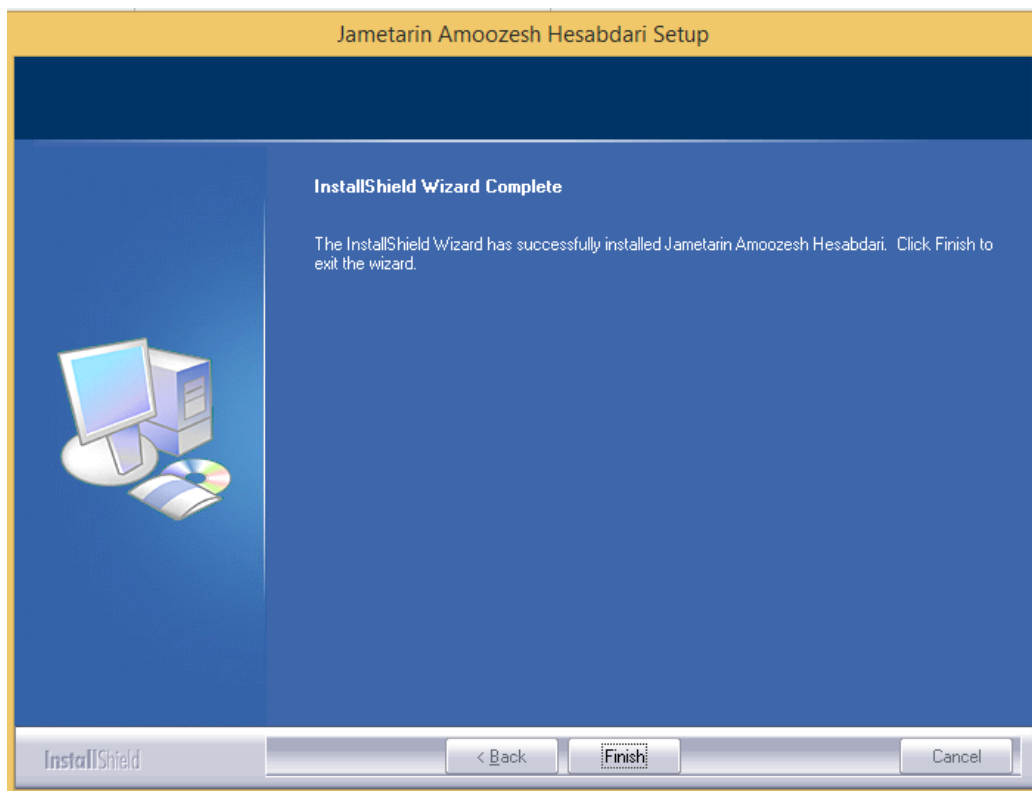 Jametarin Amoozesh Hesabdari Setup
InstallShield Wizard Complete
The InstallShield Wizard has successfully installed Jametarin Amoozesh Hesabdari. Click Finish to
exit the wizard.
InstallShield
< Back
Finish
Cancel